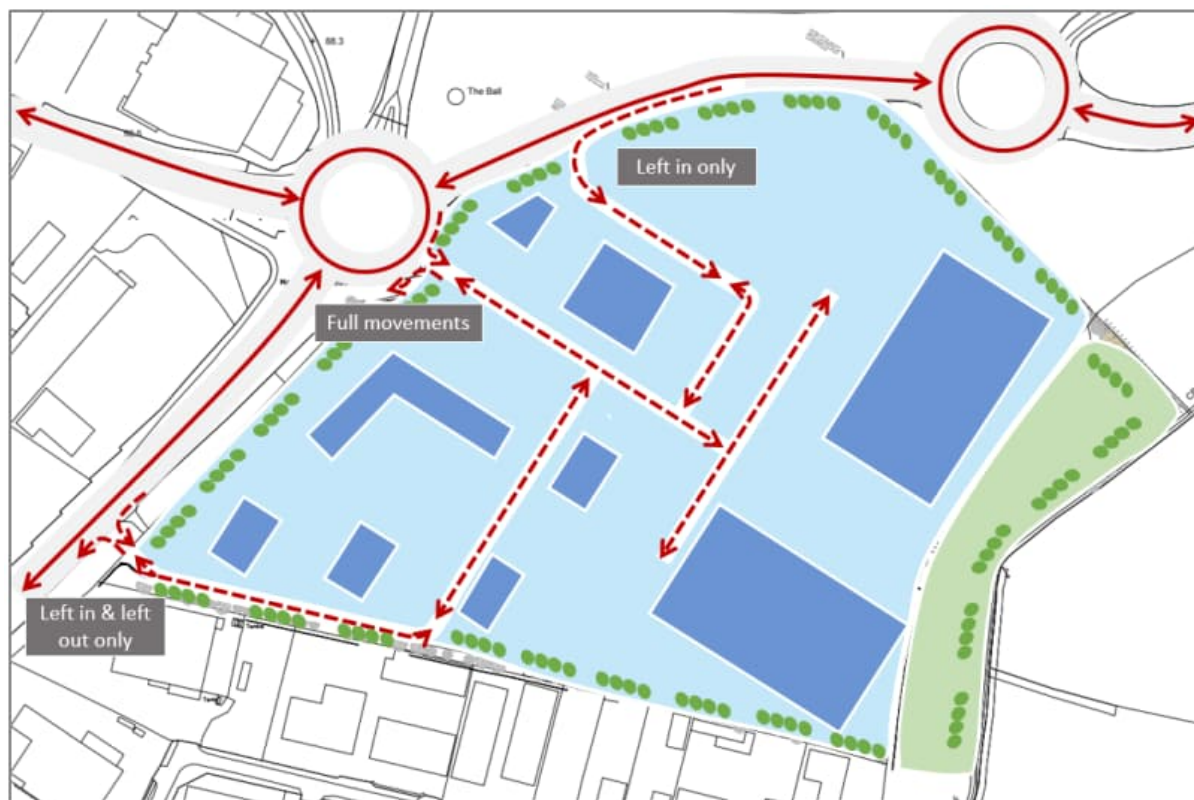 88.3
The Ball
Left in only
Full movements
Left in & left
out only